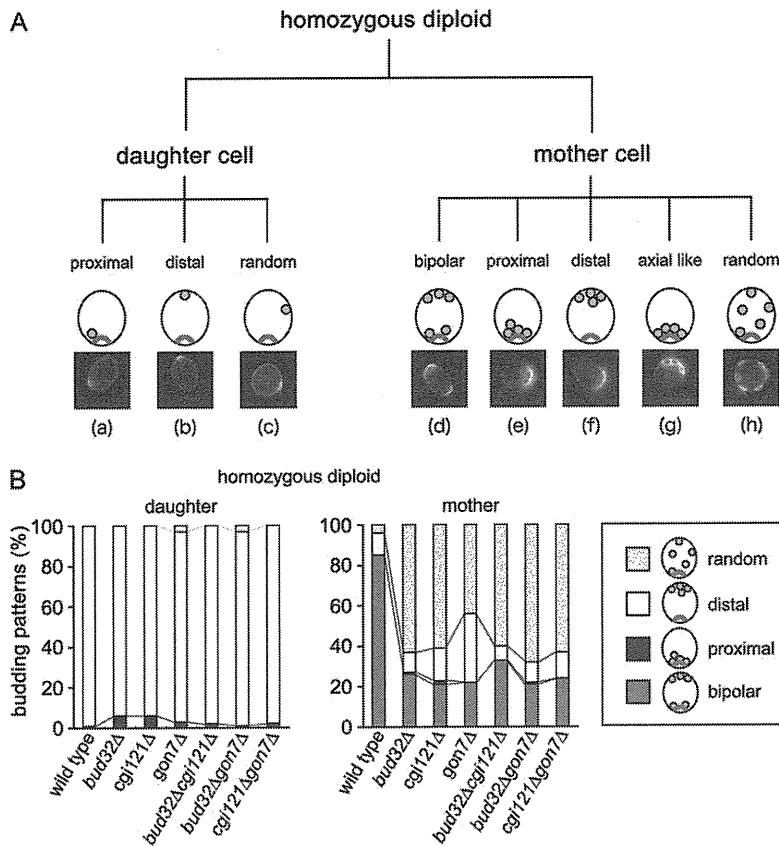 A
homozygous diploid
daughter cell
mother cell
proximal
distal
random
bipolar
proximal
distal
axial like
random
(a)
(b)
(c)
(d)
(e)
(f)
(g)
(h)
B
homozygous diploid
daughter
mother
budding patterns (%)
100
80
60
40
20
0
100
80
60
40
20
0
wild type
bud32Δ
cgi121Δ
gon7Δ
bud32Δcgi121Δ
bud32Δgon7Δ
cgi121Δgon7Δ
wild type
bud32Δ
cgi121Δ
gon7Δ
bud32Δcgi121Δ
bud32Δgon7Δ
cgi121Δgon7Δ
random
distal
proximal
bipolar